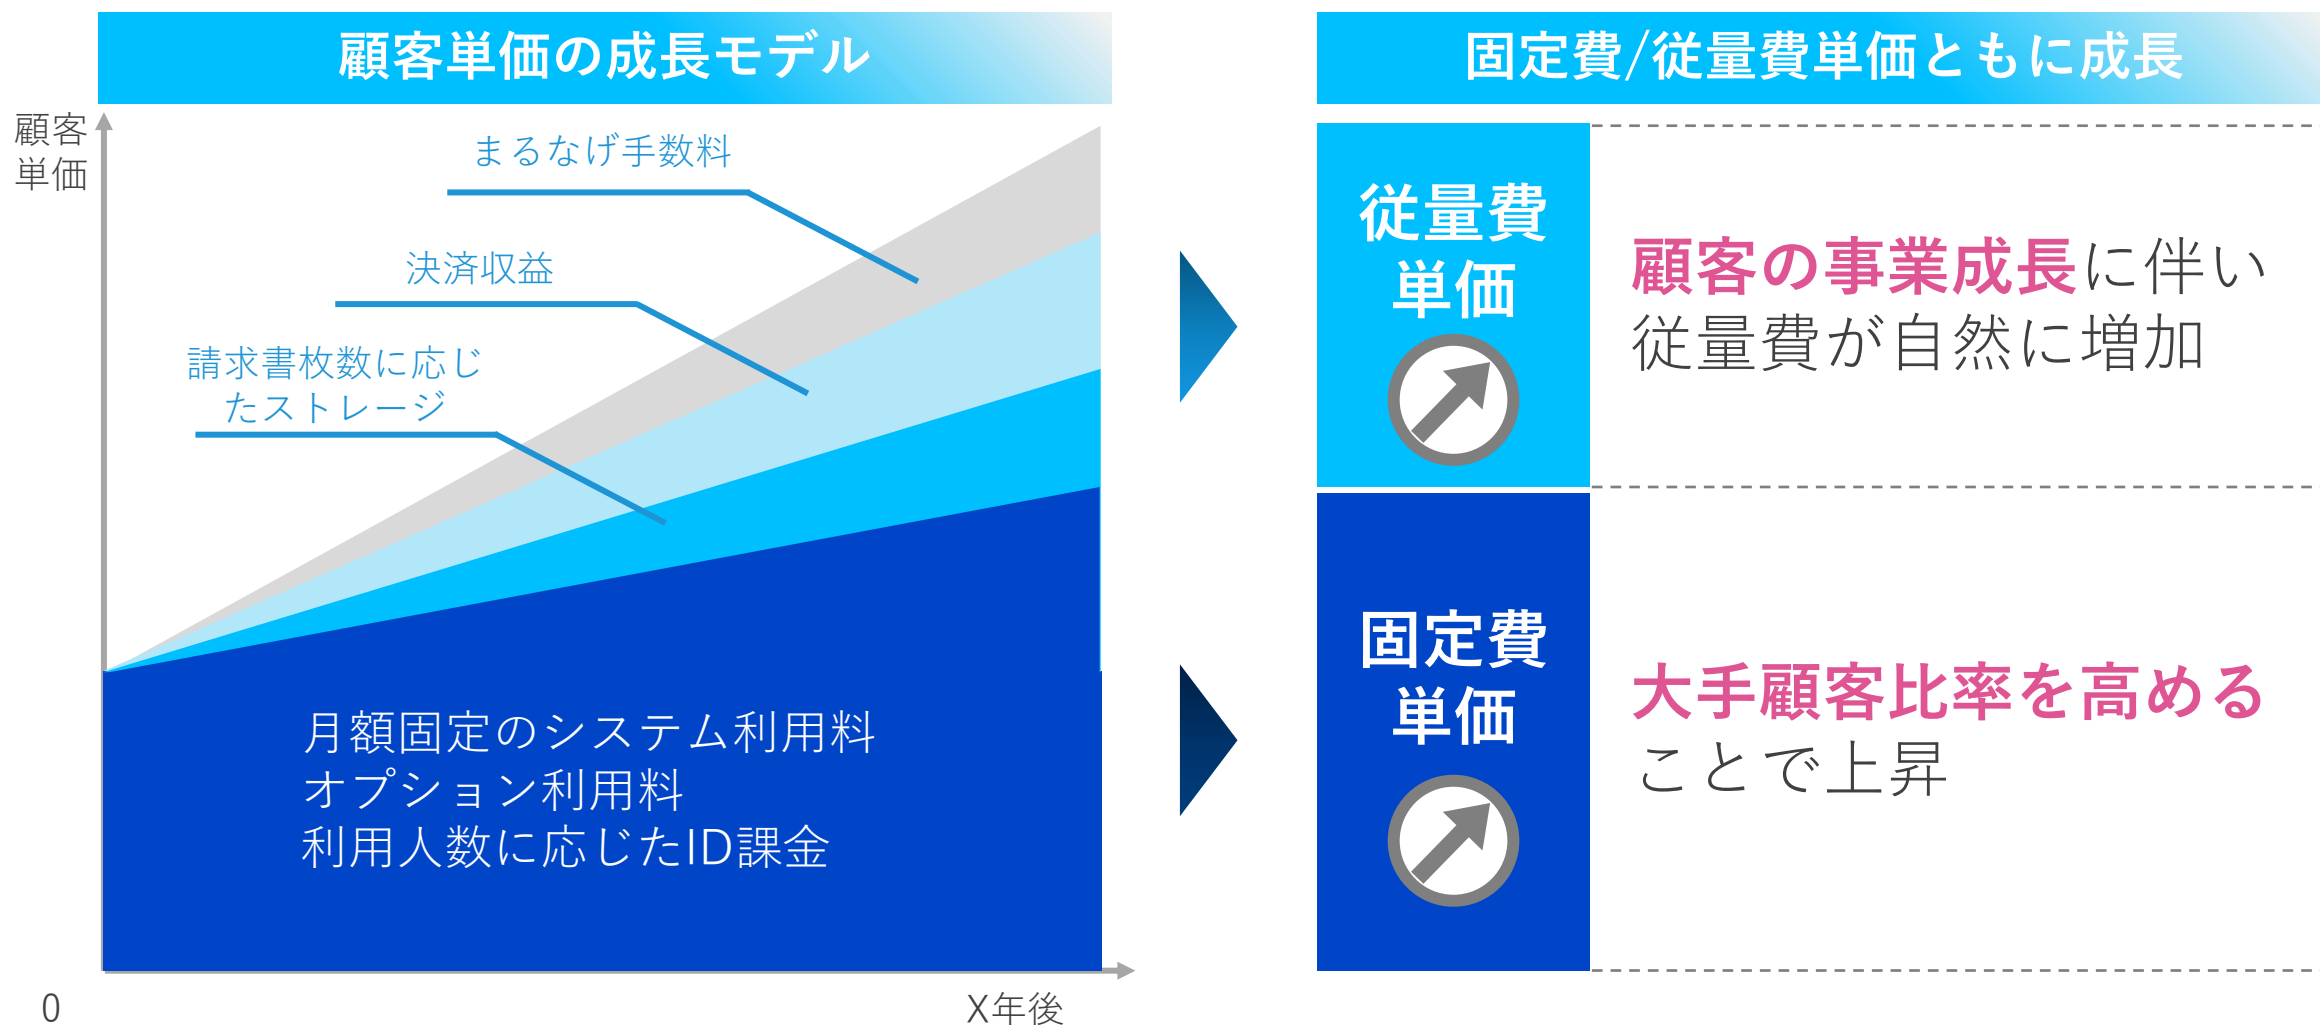 顧客単価の成長モデル
顧客
単価
まるなげ手数料
決済収益
請求書枚数に応じ
たストレージ
月額固定のシステム利用料
オプション利用料
利用人数に応じたID課金
0
X年後
固定費/従量費単価ともに成長
従量費
単価
顧客の事業成長に伴い
従量費が自然に増加
固定費
単価
大手顧客比率を高める
ことで上昇